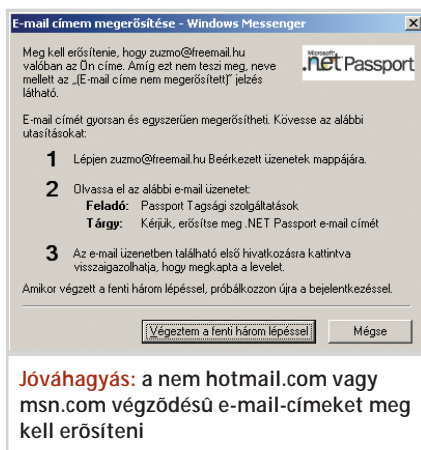 E-mail címem megerősítése - Windows Messenger
Meg kell erősítenie, hogy zuzmo@freemail.hu
valóban az Ön címe. Amíg ezt nem teszi meg, neve
mellett az „(E-mail címe nem megerősített)” jelzés
látható.
Microsoft
.net Passport
E-mail címét gyorsan és egyszerűen megerősítheti. Kövesse az alábbi
utasításokat:
1 Lépjen zuzmo@freemail.hu Beérkezett üzenetek mappájára.
2 Olvassa el az alábbi e-mail üzenetet:
Feladó: Passport Tagsági szolgáltatások
Tárgy: Kérjük, erősítse meg .NET Passport e-mail címét
3 Az e-mail üzenetben található első hivatkozásra kattintva
visszaigazolhatja, hogy megkapta a levelet.
Amikor végzett a fenti három lépéssel, próbálkozzon újra a bejelentkezéssel.
Végeztem a fenti három lépéssel Mégse
Jóváhagyás: a nem hotmail.com vagy
msn.com végzõdésû e-mail-címeket meg
kell erõsíteni